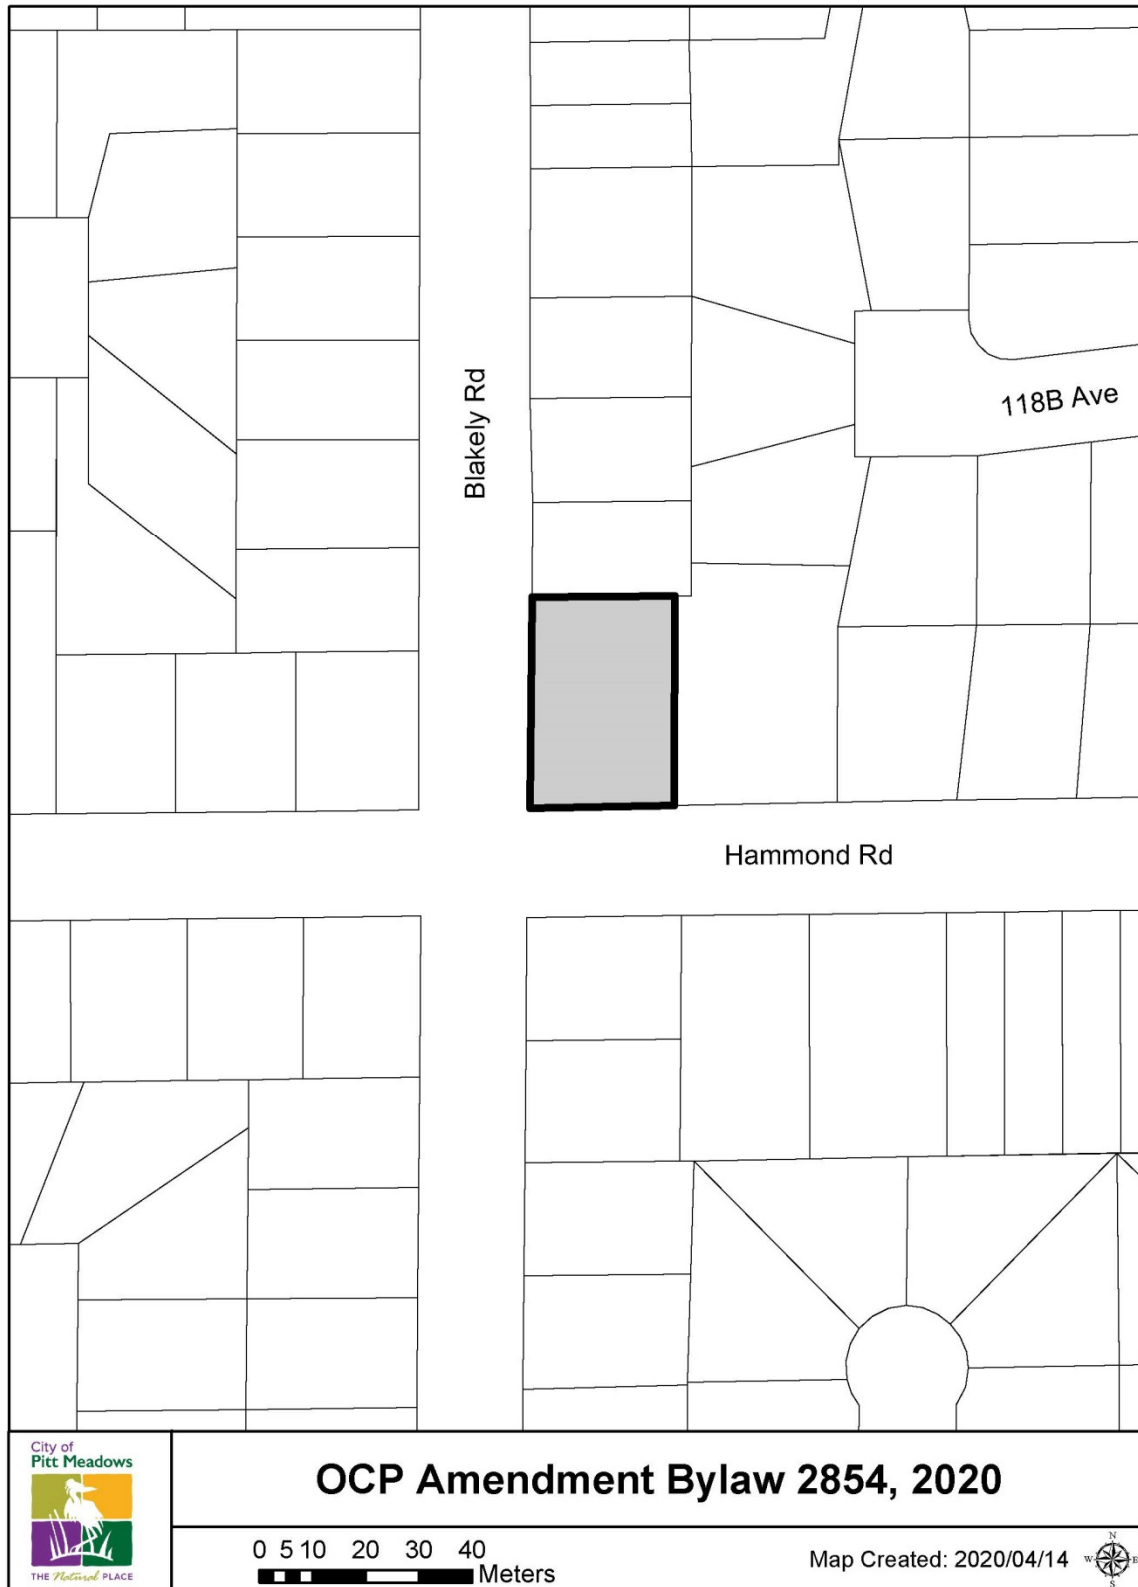 118B Ave
Blakely Rd
Hammond Rd
City of
Pitt Meadows
THE Natural PLACE
OCP Amendment Bylaw 2854, 2020
0 5 10 20 30 40
Meters
Map Created: 2020/04/14
N
W E
S